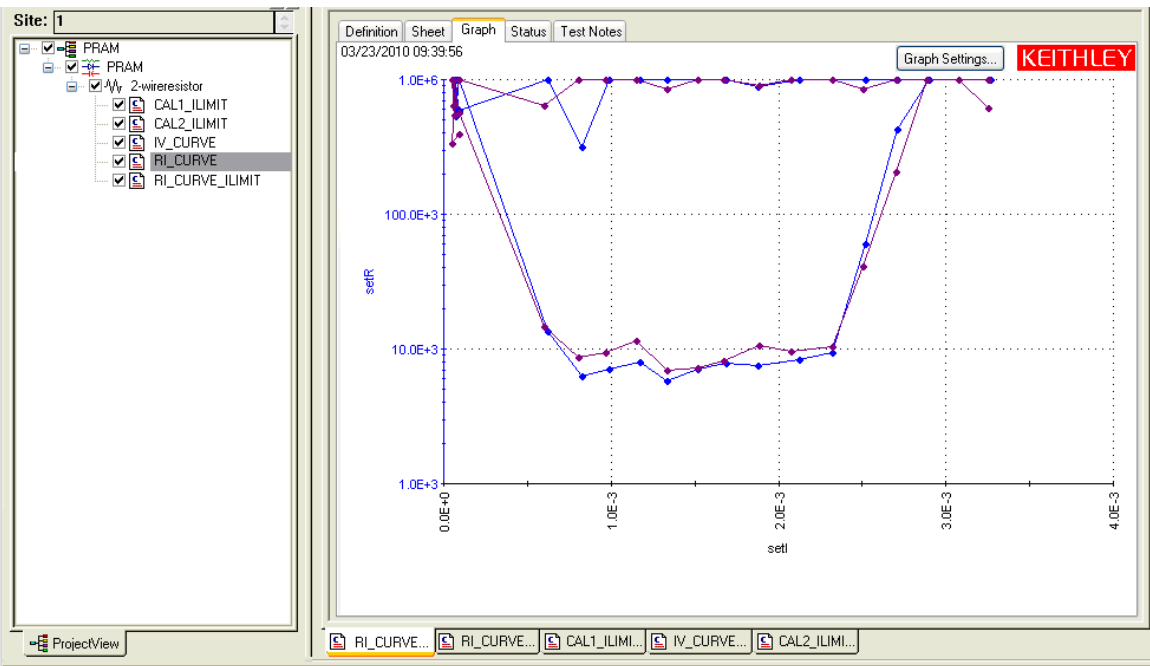 Site: 1
PRAM
PRAM
2-wireresistor
CAL1_ILIMIT
CAL2_ILIMIT
IV_CURVE
RI_CURVE
RI_CURVE_ILIMIT
ProjectView
Definition Sheet Graph Status Test Notes
03/23/2010 09:39:56
Graph Settings...
KEITHLEY
1.0E+6
100.0E+3
10.0E+3
1.0E+3
setR
0.0E+0
1.0E-3
2.0E-3
3.0E-3
4.0E-3
setI
RI_CURVE... RI_CURVE... CAL1_ILIMI... IV_CURVE... CAL2_ILIMI...